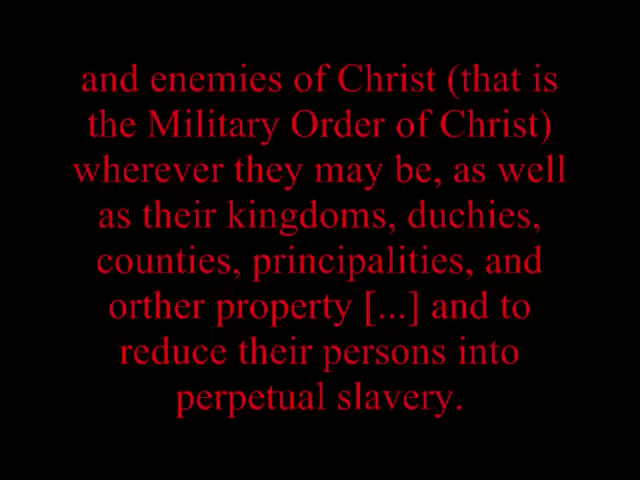 and enemies of Christ (that is
the Military Order of Christ)
wherever they may be, as well
as their kingdoms, duchies,
counties, principalities, and
orther property [...] and to
reduce their persons into
perpetual slavery.